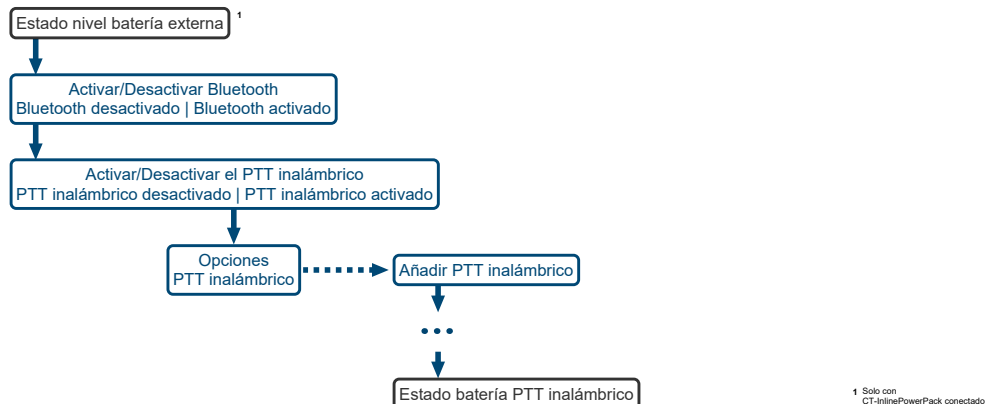 Estado nivel batería externa 1
Activar/Desactivar Bluetooth
Bluetooth desactivado | Bluetooth activado
Activar/Desactivar el PTT inalámbrico
PTT inalámbrico desactivado | PTT inalámbrico activado
Opciones
PTT inalámbrico
Añadir PTT inalámbrico
...
Estado batería PTT inalámbrico
1 Solo con
CT-InlinePowerPack conectado